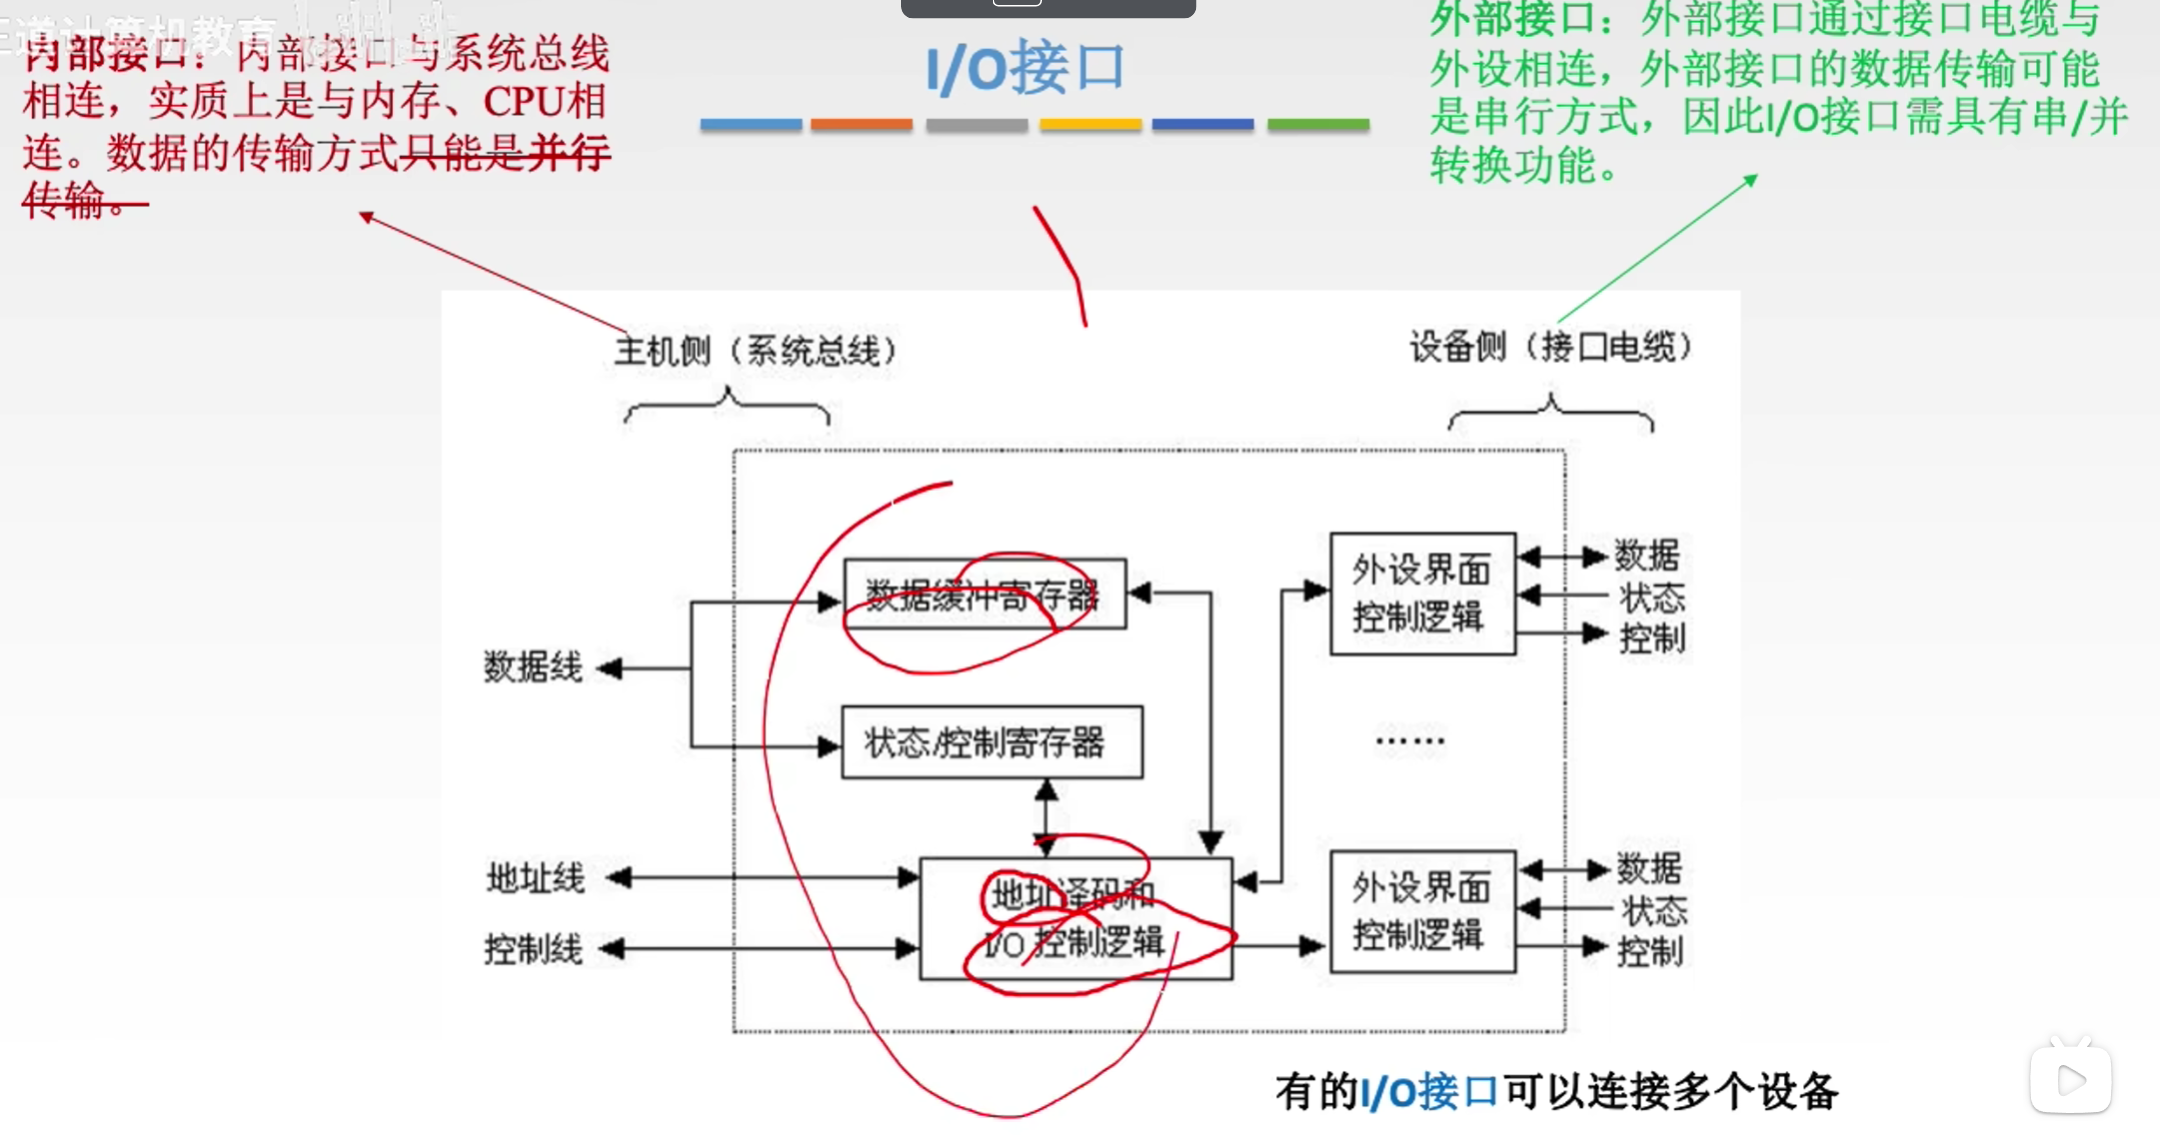 王道计算机教育
I/O接口
内部接口：内部接口与系统总线
相连，实质上是与内存、CPU相
连。数据的传输方式只能是并行
传输。
外部接口：外部接口通过接口电缆与
外设相连，外部接口的数据传输可能
是串行方式，因此I/O接口需具有串/并
转换功能。
主机侧（系统总线）
设备侧（接口电缆）
数据缓冲寄存器
外设界面
控制逻辑
数据
状态
控制
数据线
状态/控制寄存器
……
地址线
控制线
地址译码和
I/O 控制逻辑
外设界面
控制逻辑
数据
状态
控制
有的I/O接口可以连接多个设备